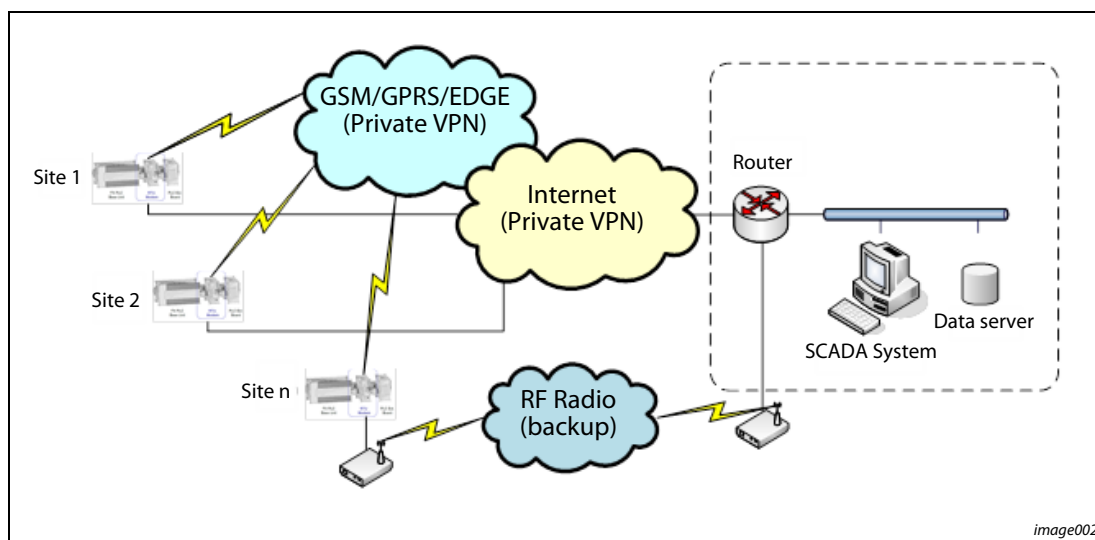 GSM/GPRS/EDGE
(Private VPN)
Site 1
Internet
(Private VPN)
Router
Site 2
SCADA System
Data server
Site n
RF Radio
(backup)
image002